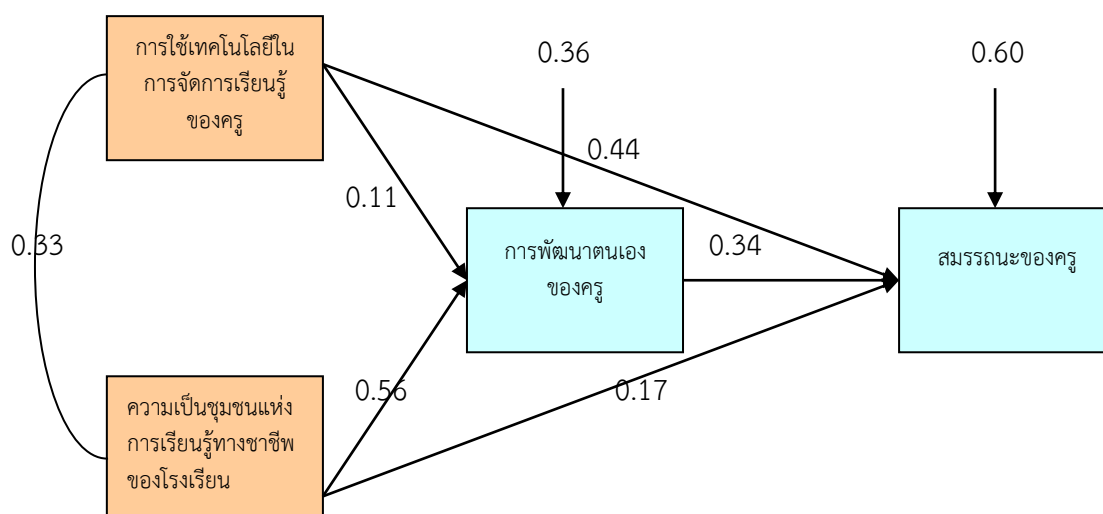 การใช้เทคโนโลยีใน
การจัดการเรียนรู้
ของครู
0.36
0.60
0.44
0.11
0.33
การพัฒนาตนเอง
ของครู
0.34
สมรรถนะของครู
0.56
0.17
ความเป็นชุมชนแห่ง
การเรียนรู้ทางชาชีพ
ของโรงเรียน